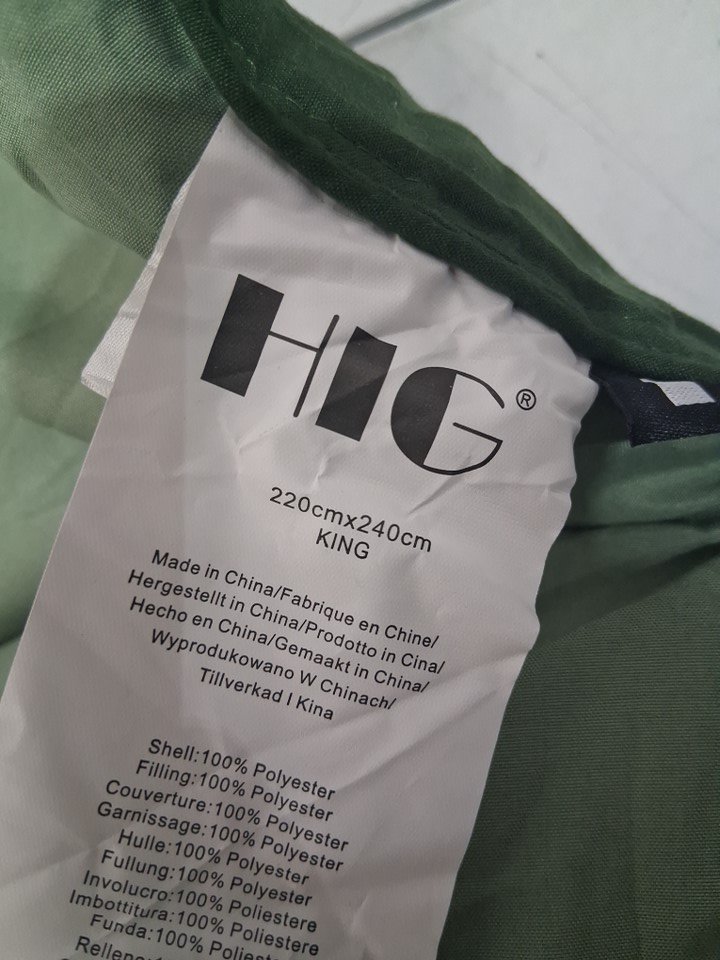 HIG®
220cmx240cm
KING
Made in China/Fabrique en Chine/
Hergestellt in China/Prodotto in Cina/
Hecho en China/Gemaakt in China/
Wyprodukowano W Chinach/
Tillverkad I Kina
Shell:100% Polyester
Filling:100% Polyester
Couverture:100% Polyester
Garnissage:100% Polyester
Hulle:100% Polyester
Fullung:100% Polyester
Involucro:100% Poliestere
Imbottitura:100% Poliestere
Funda:100%